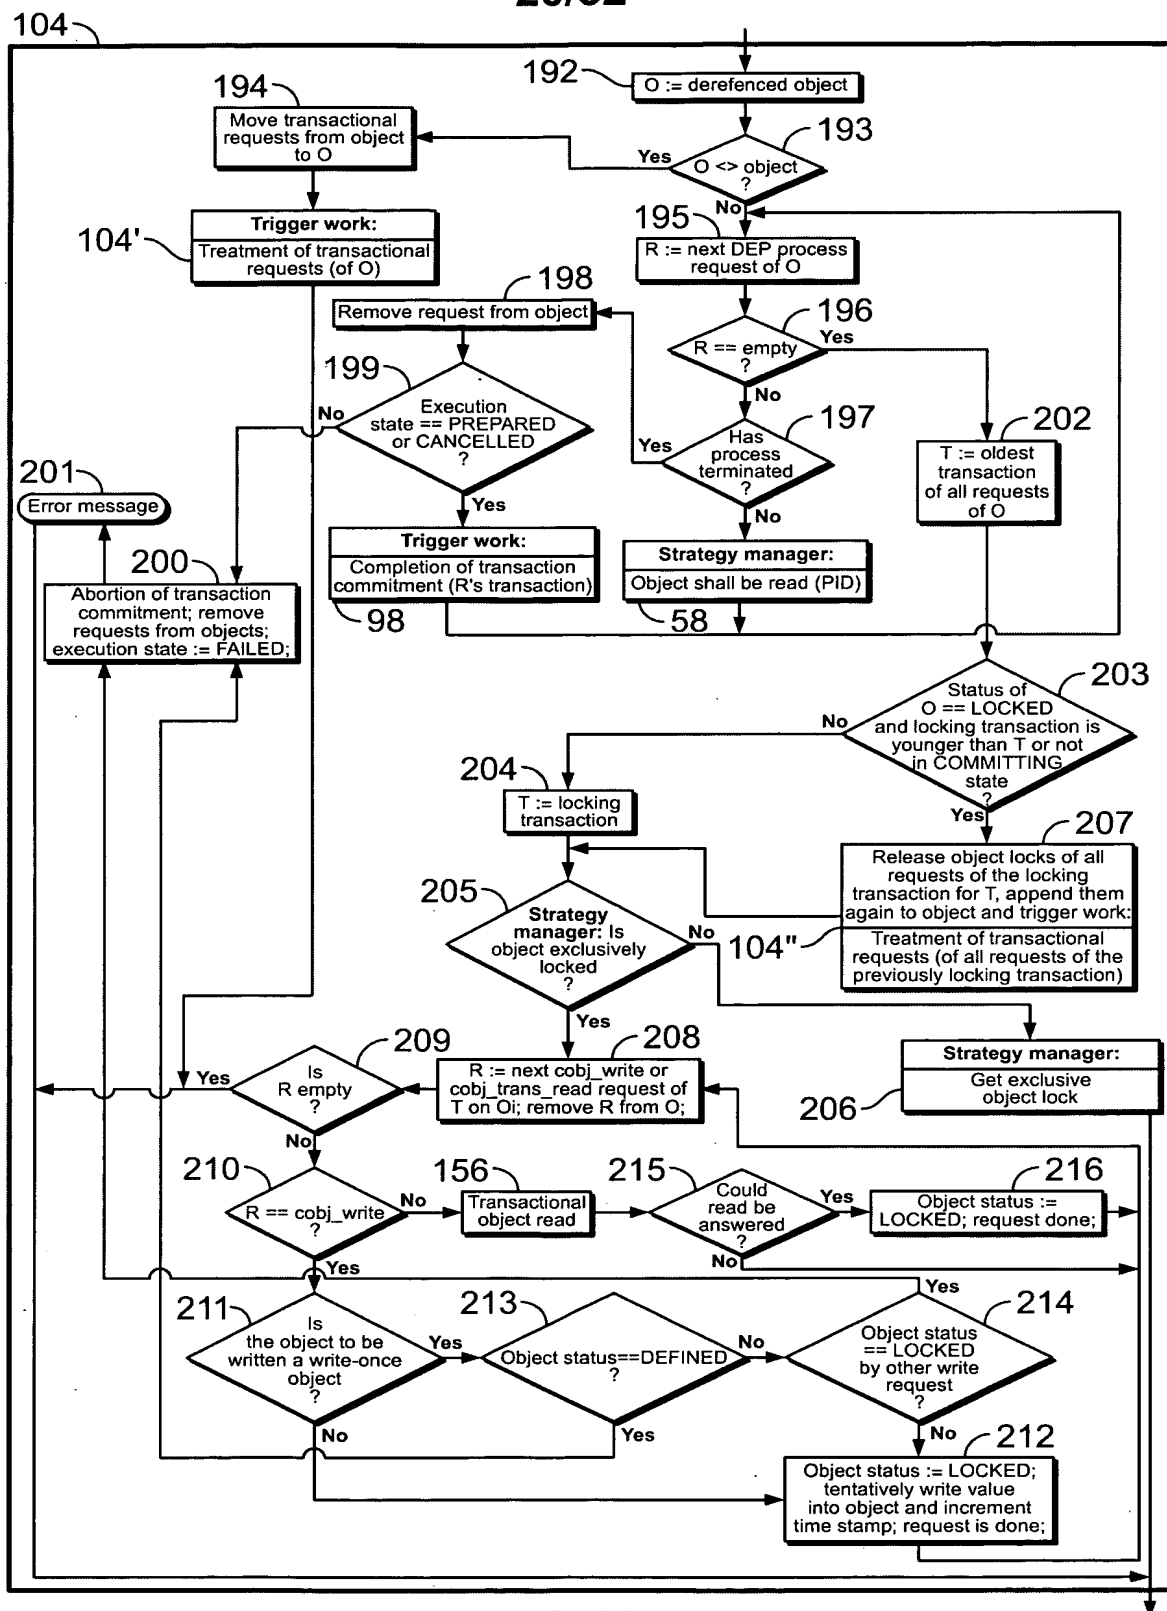 104
192
O := derefenced object
194
Move transactional
requests from object
to O
193
Yes
O <> object
?
No
104'
Trigger work:
Treatment of transactional
requests (of O)
195
R := next DEP process
request of O
198
Remove request from object
196
R == empty
?
Yes
No
199
Execution
state == PREPARED
or CANCELLED
?
No
Yes
197
Has
process
terminated
?
Yes
No
202
T := oldest
transaction
of all requests
of O
201
Error message
Trigger work:
Completion of transaction
commitment (R's transaction)
98
Strategy manager:
Object shall be read (PID)
58
200
Abortion of transaction
commitment; remove
requests from objects;
execution state := FAILED;
203
Status of
O == LOCKED
and locking transaction is
younger than T or not
in COMMITTING
state
?
No
Yes
204
T := locking
transaction
207
Release object locks of all
requests of the locking
transaction for T, append them
again to object and trigger work:
104"
Treatment of transactional
requests (of all requests of the
previously locking transaction)
205
Strategy
manager: Is
object exclusively
locked
?
No
Yes
Strategy manager:
Get exclusive
object lock
206
209
Is
R empty
?
Yes
No
208
R := next cobj_write or
cobj_trans_read request of
T on Oi; remove R from O;
210
R == cobj_write
?
No
Yes
156
Transactional
object read
215
Could
read be
answered
?
Yes
No
216
Object status :=
LOCKED; request done;
211
Is
the object to be
written a write-once
object
?
Yes
No
213
Object status==DEFINED
?
No
Yes
214
Object status
== LOCKED
by other write
request
?
Yes
No
212
Object status := LOCKED;
tentatively write value
into object and increment
time stamp; request is done;